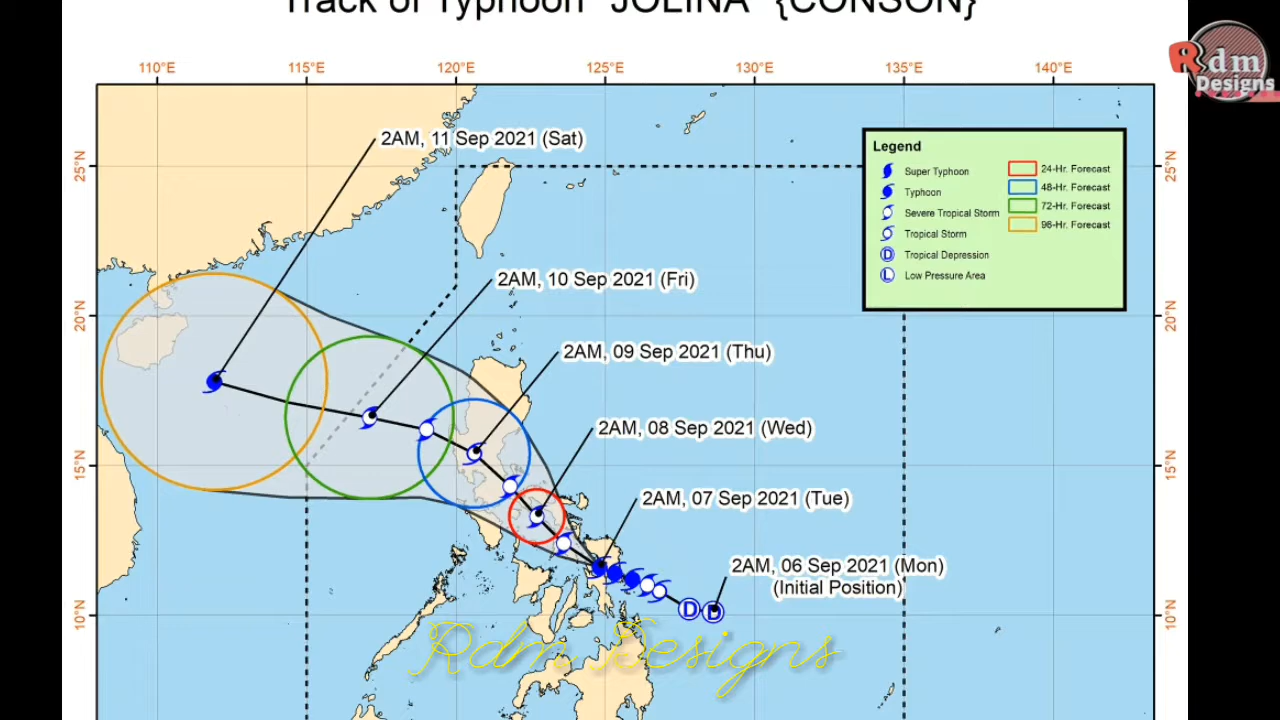 Track of Typhoon "JOLINA" {CONSON}
Rdm
Designs
110°E 115°E 120°E 125°E 130°E 135°E 140°E
2AM, 11 Sep 2021 (Sat)
Legend
Super Typhoon
Typhoon
Severe Tropical Storm
Tropical Storm
D Tropical Depression
L Low Pressure Area
24-Hr. Forecast
48-Hr. Forecast
72-Hr. Forecast
96-Hr. Forecast
25°N 25°N
2AM, 10 Sep 2021 (Fri)
20°N 20°N
2AM, 09 Sep 2021 (Thu)
2AM, 08 Sep 2021 (Wed)
15°N 15°N
2AM, 07 Sep 2021 (Tue)
2AM, 06 Sep 2021 (Mon)
(Initial Position)
D D
10°N 10°N
Rdm Designs